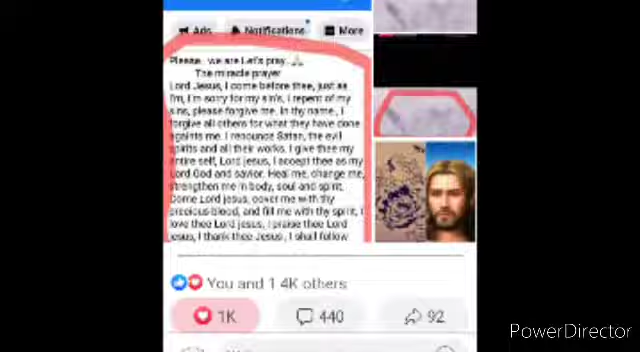 Ads Notifications More
Please, we are Let's pray. 🙏
The miracle prayer
Lord Jesus, I come before thee, just as
I'm, I'm sorry for my sin's, I repent of my
sins, please forgive me. In thy name, I
forgive all others for what they have done
againts me. I renounce Satan, the evil
spirits and all their works. I give thee my
entire self, Lord jesus, I accept thee as my
Lord God and savior. Heal me, change me,
strengthen me in body, soul and spirit.
Come Lord jesus, cover me with thy
precious blood, and fill me with thy spirit, I
love thee Lord jesus, I praise thee Lord
jesus, I thank thee Jesus, I shall follow
You and 1 4K others
1K 440 92
PowerDirector